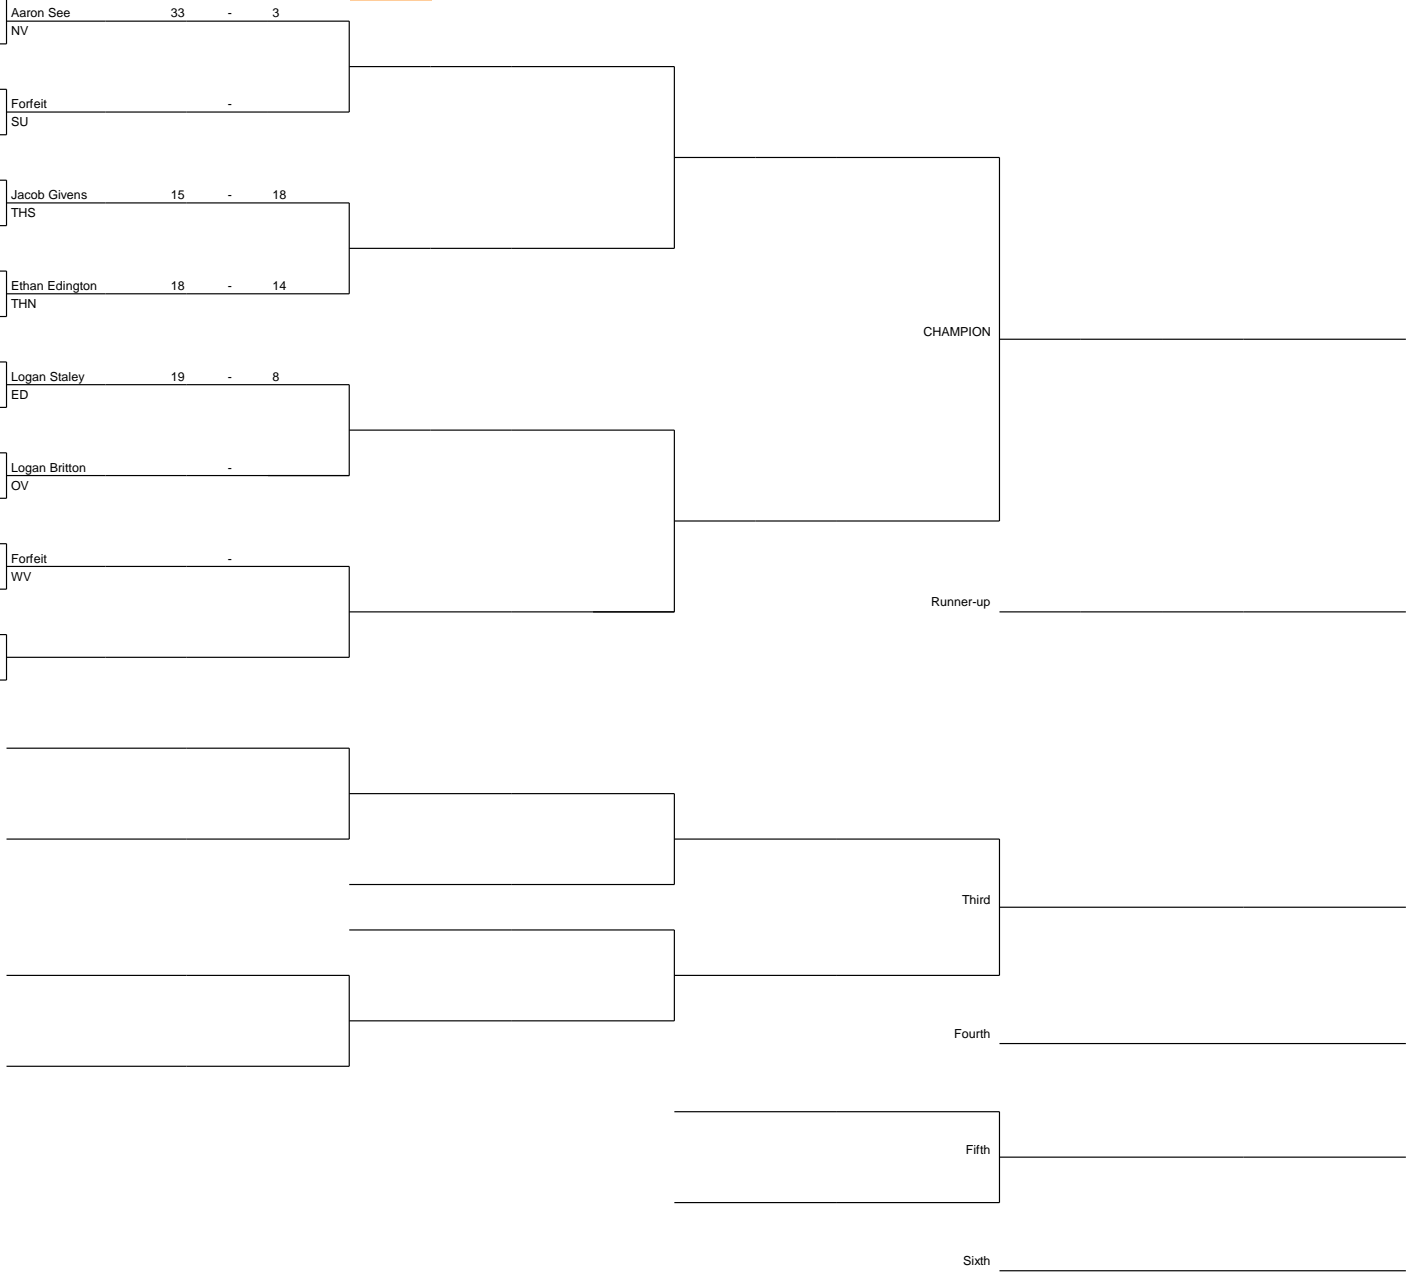 Aaron See 33 - 3
NV
Forfeit -
SU
Jacob Givens 15 - 18
THS
Ethan Edington 18 - 14
THN
CHAMPION
Logan Staley 19 - 8
ED
Logan Britton -
OV
Forfeit -
WV
Runner-up
Third
Fourth
Fifth
Sixth